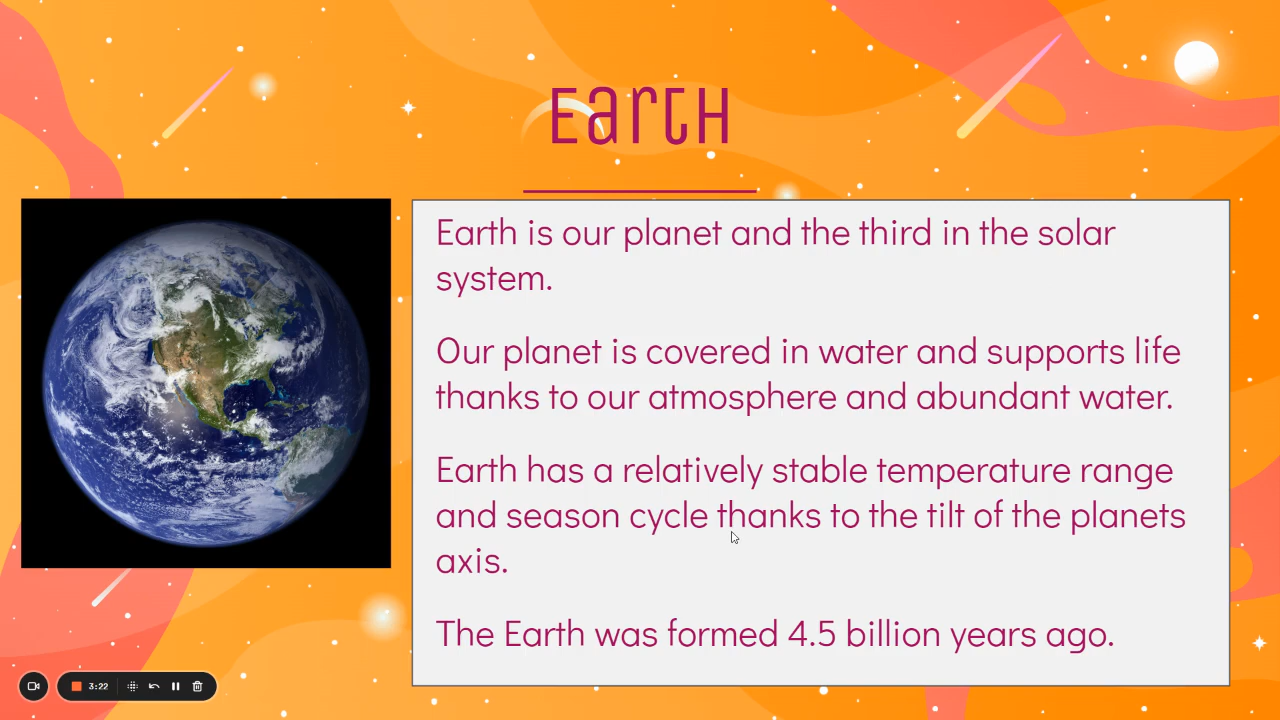 Earth
Earth is our planet and the third in the solar
system.
Our planet is covered in water and supports life
thanks to our atmosphere and abundant water.
Earth has a relatively stable temperature range
and season cycle thanks to the tilt of the planets
axis.
The Earth was formed 4.5 billion years ago.
3:22